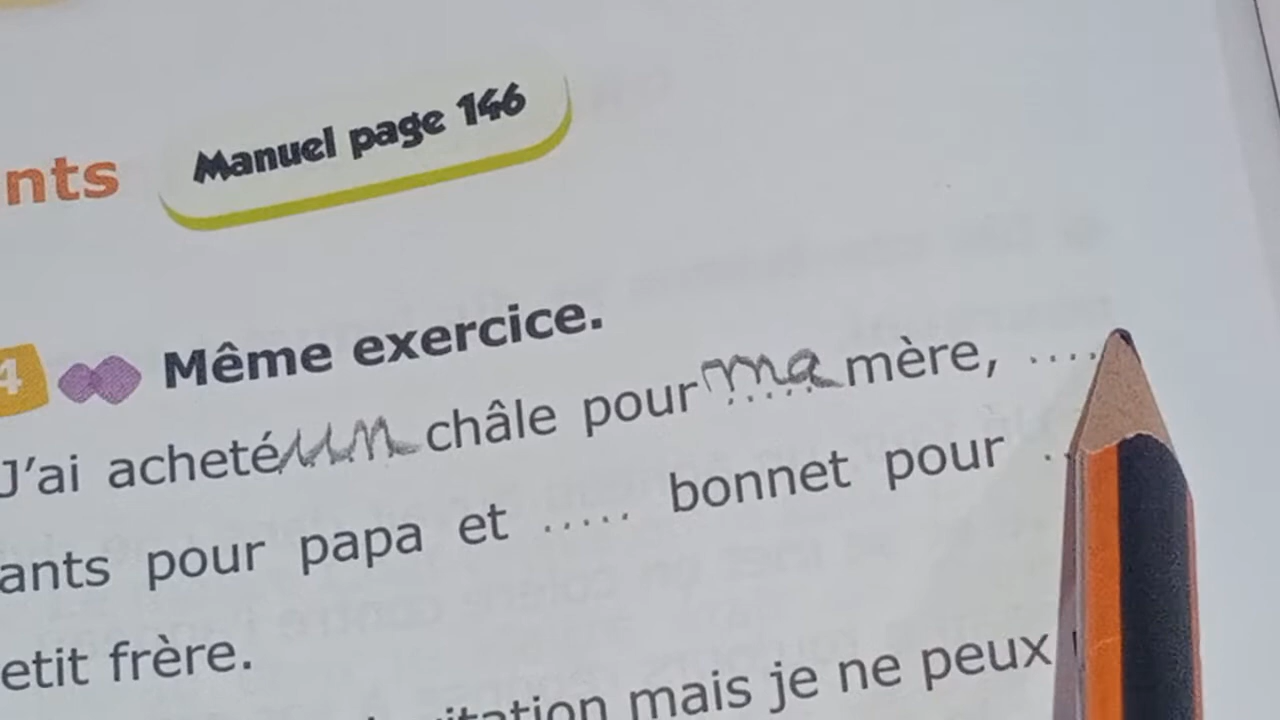 nts Manuel page 146
4 Même exercice.
J'ai acheté un châle pour ma mère, ....
ants pour papa et ..... bonnet pour .
etit frère.
itation mais je ne peux